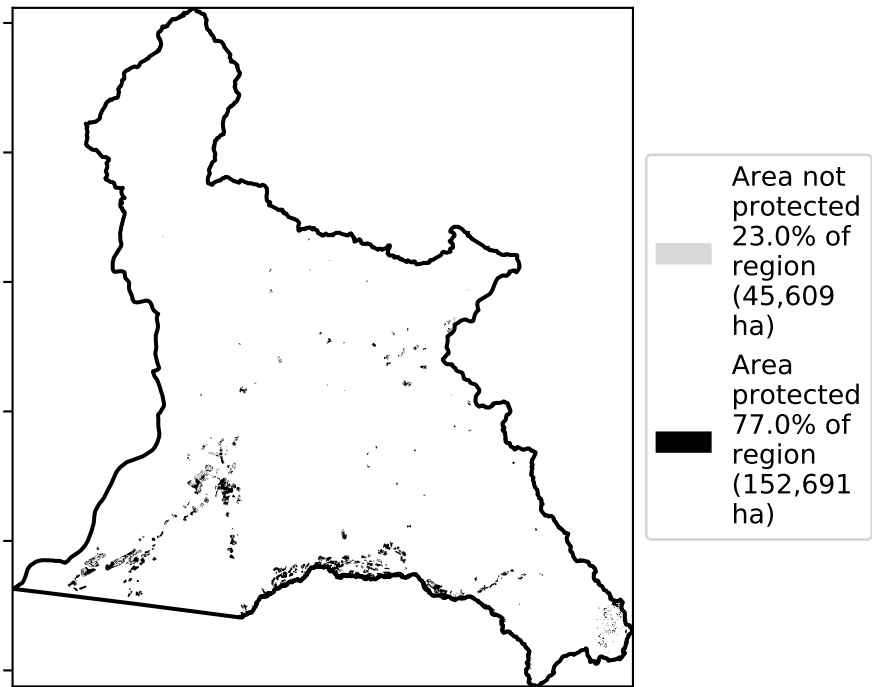 Area not
protected
23.0% of
region
(45,609
ha)
Area
protected
77.0% of
region
(152,691
ha)